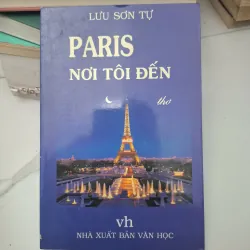 LƯU SƠN TỰ
PARIS
NƠI TÔI ĐẾN
thơ
vh
NHÀ XUẤT BẢN VĂN HỌC